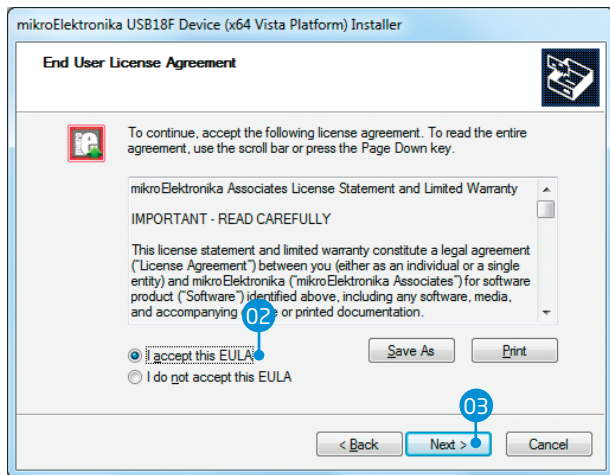 mikroElektronika USB18F Device (x64 Vista Platform) Installer
End User License Agreement
To continue, accept the following license agreement. To read the entire
agreement, use the scroll bar or press the Page Down key.
mikroElektronika Associates License Statement and Limited Warranty
IMPORTANT - READ CAREFULLY
This license statement and limited warranty constitute a legal agreement
("License Agreement") between you (either as an individual or a single
entity) and mikroElektronika ("mikroElektronika Associates") for software
product ("Software") identified above, including any software, media,
and accompanying or printed documentation.
02
I accept this EULA
Save As
Print
I do not accept this EULA
03
< Back
Next >
Cancel